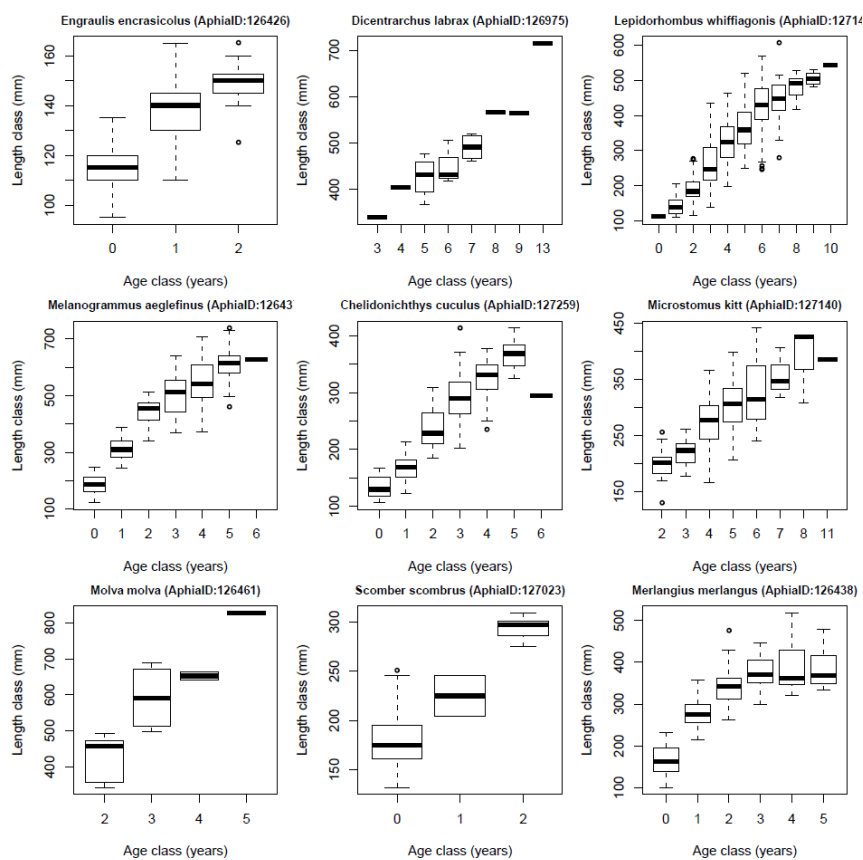 Engraulis encrasicolus (AphiaID:126426)
Length class (mm)
100 120 140 160
0 1 2
Age class (years)
Dicentrarchus labrax (AphiaID:126975)
Length class (mm)
400 500 600 700
3 4 5 6 7 8 9 13
Age class (years)
Lepidorhombus whiffiagonis (AphiaID:12714
Length class (mm)
100 200 300 400 500 600
0 2 4 6 8 10
Age class (years)
Melanogrammus aeglefinus (AphiaID:12643
Length class (mm)
100 300 500 700
0 1 2 3 4 5 6
Age class (years)
Chelidonichthys cuculus (AphiaID:127259)
Length class (mm)
100 200 300 400
0 1 2 3 4 5 6
Age class (years)
Microstomus kitt (AphiaID:127140)
Length class (mm)
150 250 350 450
2 3 4 5 6 7 8 11
Age class (years)
Molva molva (AphiaID:126461)
Length class (mm)
400 500 600 700 800
2 3 4 5
Age class (years)
Scomber scombrus (AphiaID:127023)
Length class (mm)
150 200 250 300
0 1 2
Age class (years)
Merlangius merlangus (AphiaID:126438)
Length class (mm)
100 200 300 400 500
0 1 2 3 4 5
Age class (years)